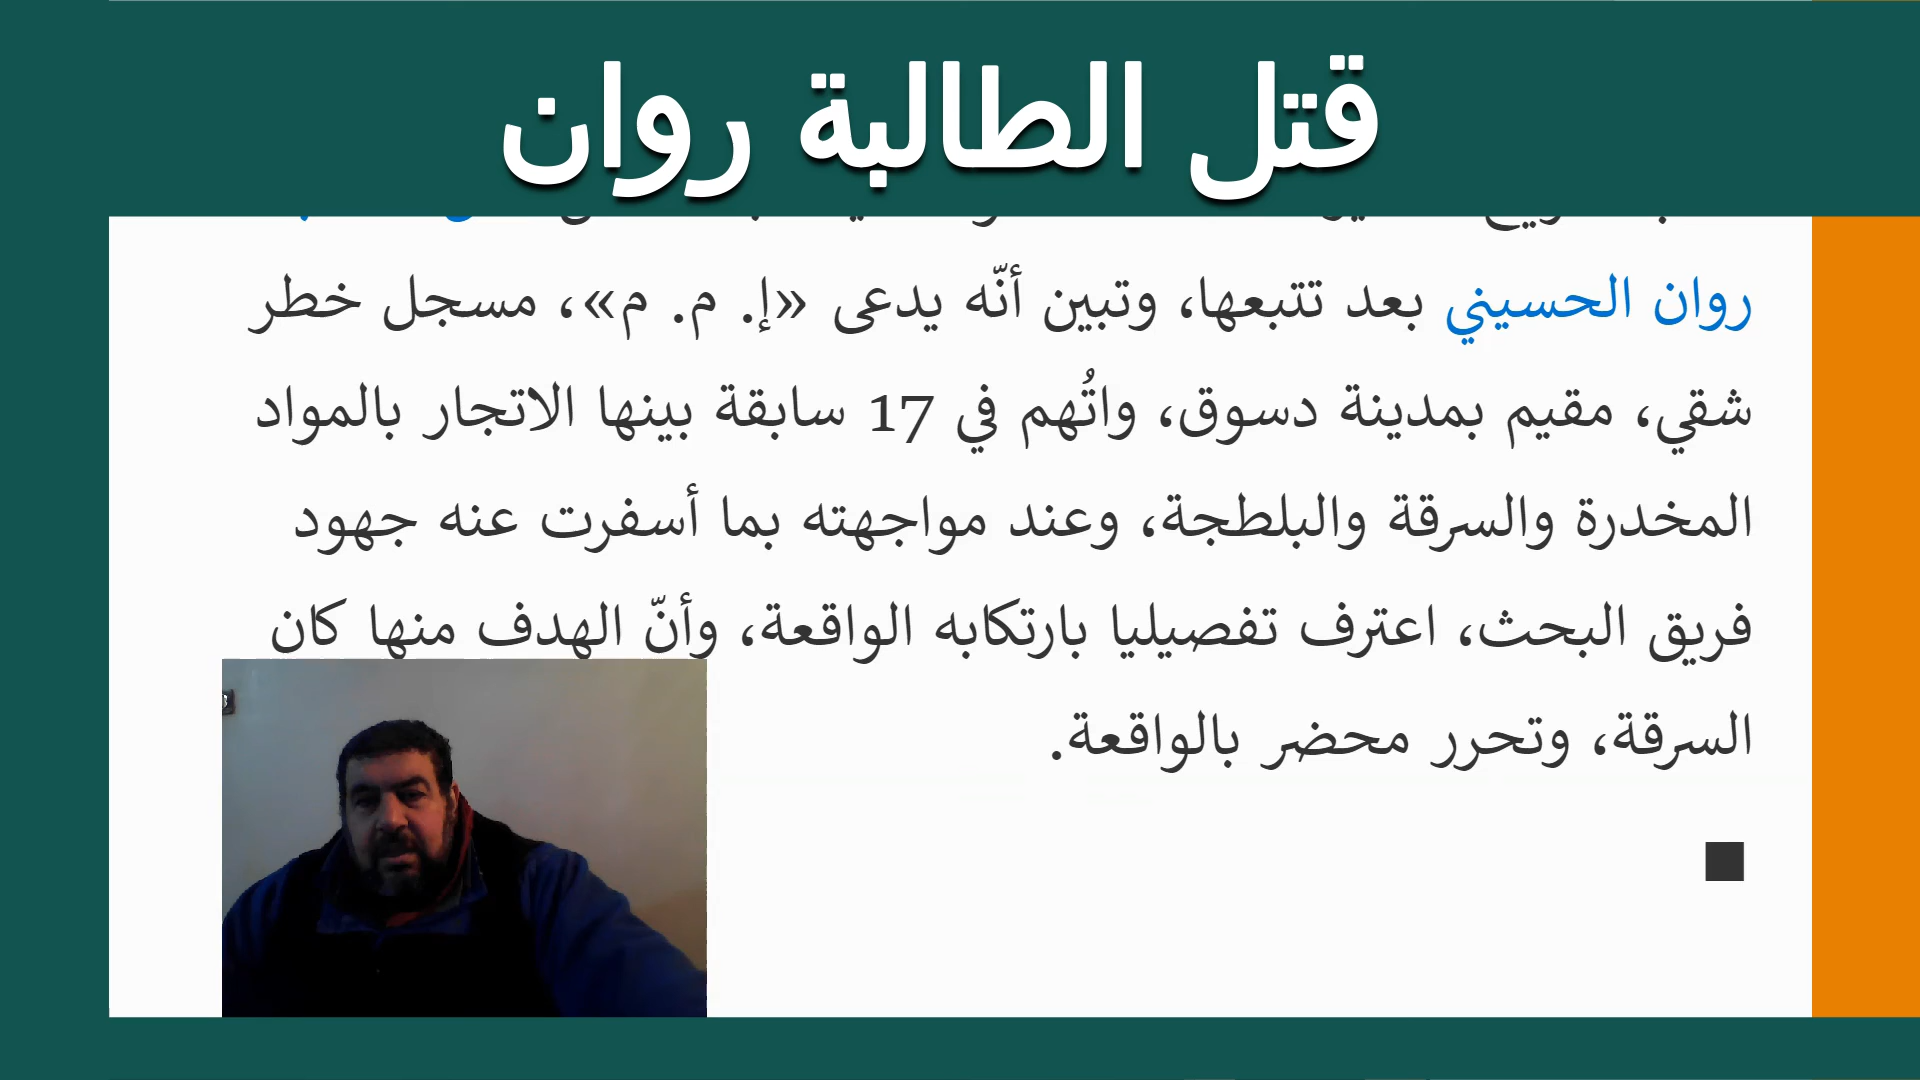 قتل الطالبة روان
روان الحسيني بعد تتبعها، وتبين أنّه يدعى «إ. م. م»، مسجل خطر
شقي، مقيم بمدينة دسوق، واتُهم في 17 سابقة بينها الاتجار بالمواد
المخدرة والسرقة والبلطجة، وعند مواجهته بما أسفرت عنه جهود
فريق البحث، اعترف تفصيليا بارتكابه الواقعة، وأنّ الهدف منها كان
السرقة، وتحرر محضر بالواقعة.